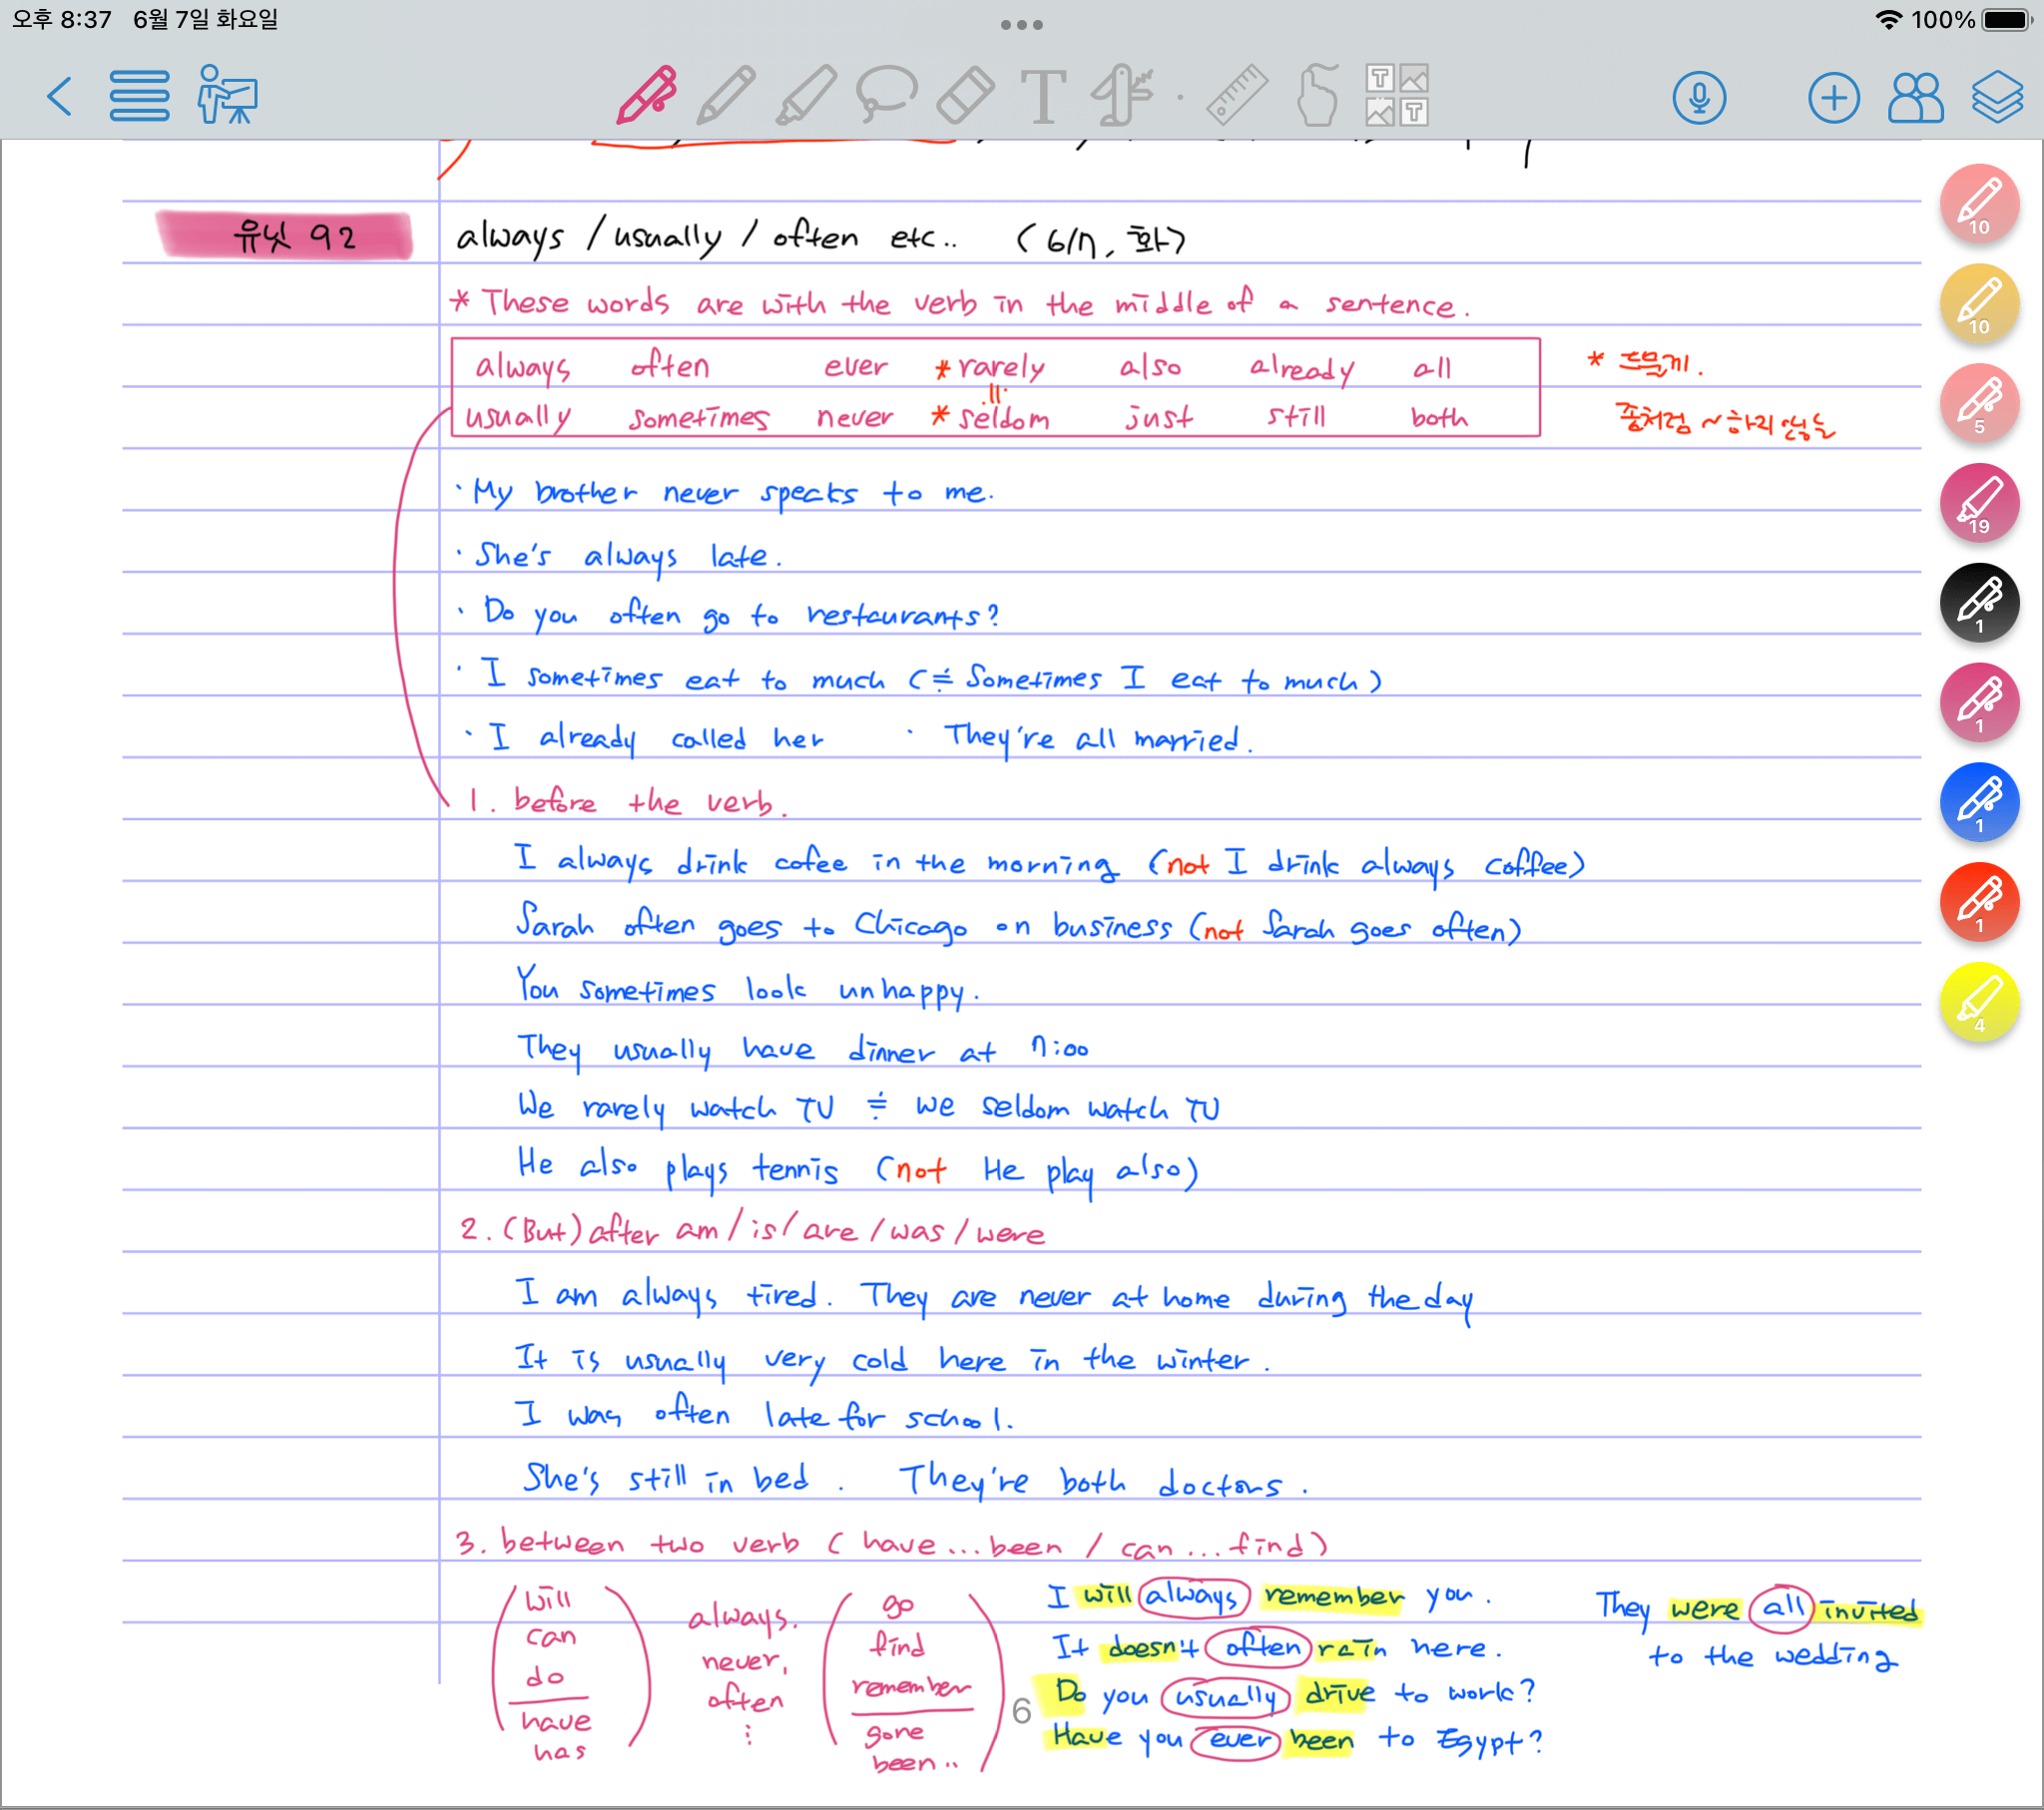 오후 8:37 6월 7일 화요일
100%
유닛 92
always / usually / often etc.. (6/7, 화)
* These words are with the verb in the middle of a sentence.
always often ever * rarely also already all
usually sometimes never * seldom just still both
* 드물게.
좀처럼 ~하지 않는
· My brother never speaks to me.
· She's always late.
· Do you often go to restaurants?
· I sometimes eat to much (≒ Sometimes I eat to much)
· I already called her · They're all married.
1. before the verb.
I always drink cofee in the morning (not I drink always coffee)
Sarah often goes to Chicago on business (not Sarah goes often)
You sometimes look unhappy.
They usually have dinner at 7:00
We rarely watch TV ≒ we seldom watch TV
He also plays tennis (not He play also)
2. (But) after am / is / are / was / were
I am always tired. They are never at home during the day
It is usually very cold here in the winter.
I was often late for school.
She's still in bed. They're both doctors.
3. between two verb (have ... been / can ... find)
will
can
do
have
has
always.
never,
often
⋮
go
find
remember
gone
been..
I will always remember you.
It doesn't often rain here.
Do you usually drive to work?
Have you ever been to Egypt?
They were all invited
to the wedding
6
10
10
5
19
1
1
1
1
4